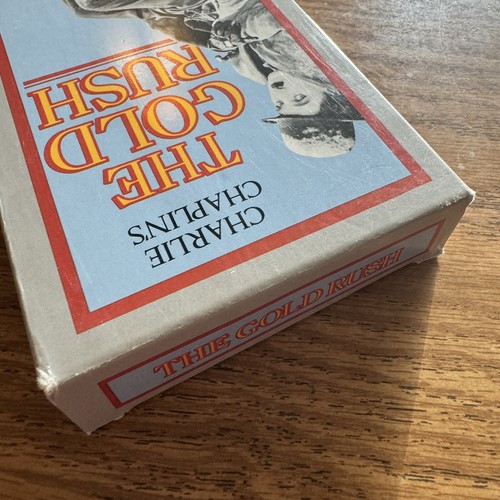 CHARLIE
CHAPLIN'S
THE
GOLD
RUSH
THE GOLD RUSH